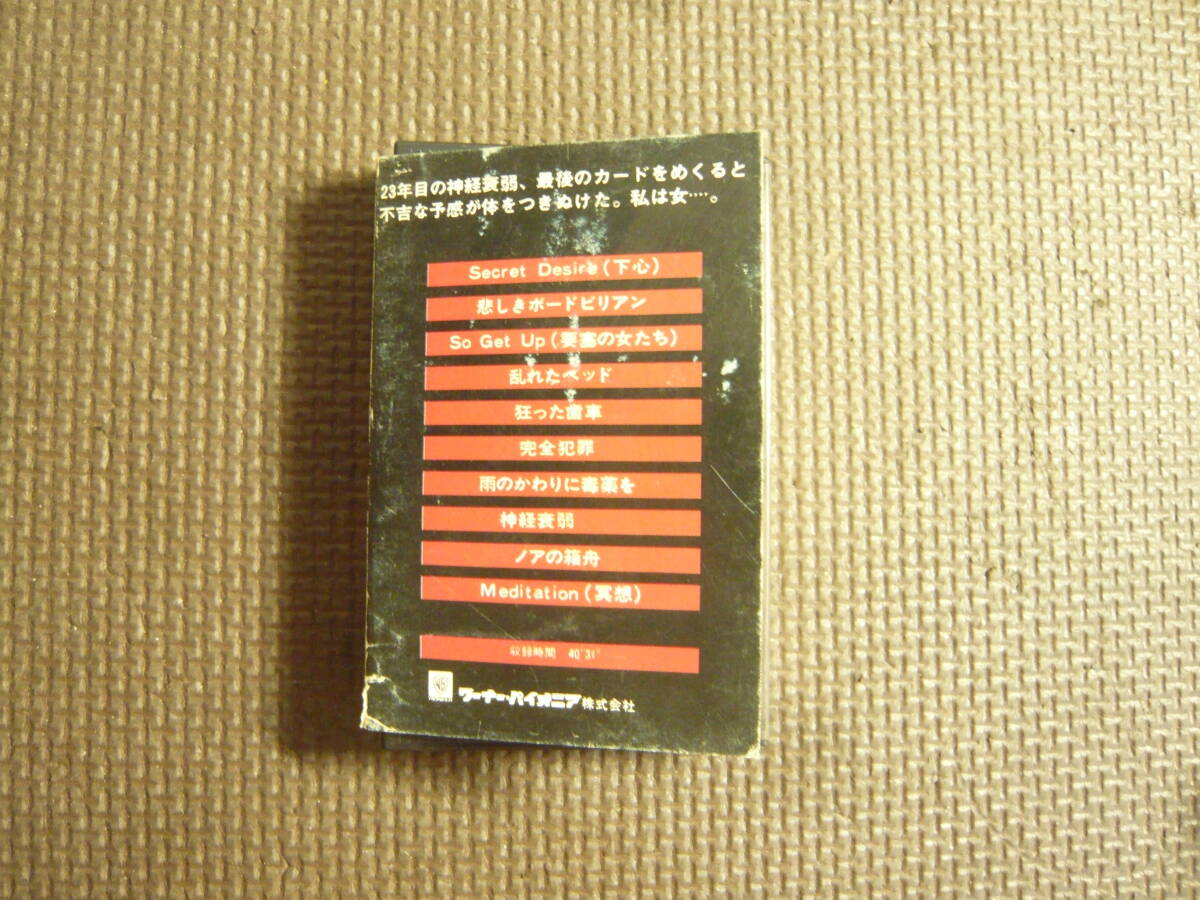 23年目の神経衰弱、最後のカードをめくると
不吉な予感が体をつきぬけた。私は女‥‥。
Secret Desire(下心)
悲しきボードビリアン
So Get Up(要塞の女たち)
乱れたベッド
狂った歯車
完全犯罪
雨のかわりに毒薬を
神経衰弱
ノアの箱舟
Meditation(冥想)
収録時間 40'31"
ワーナー・パイオニア株式会社